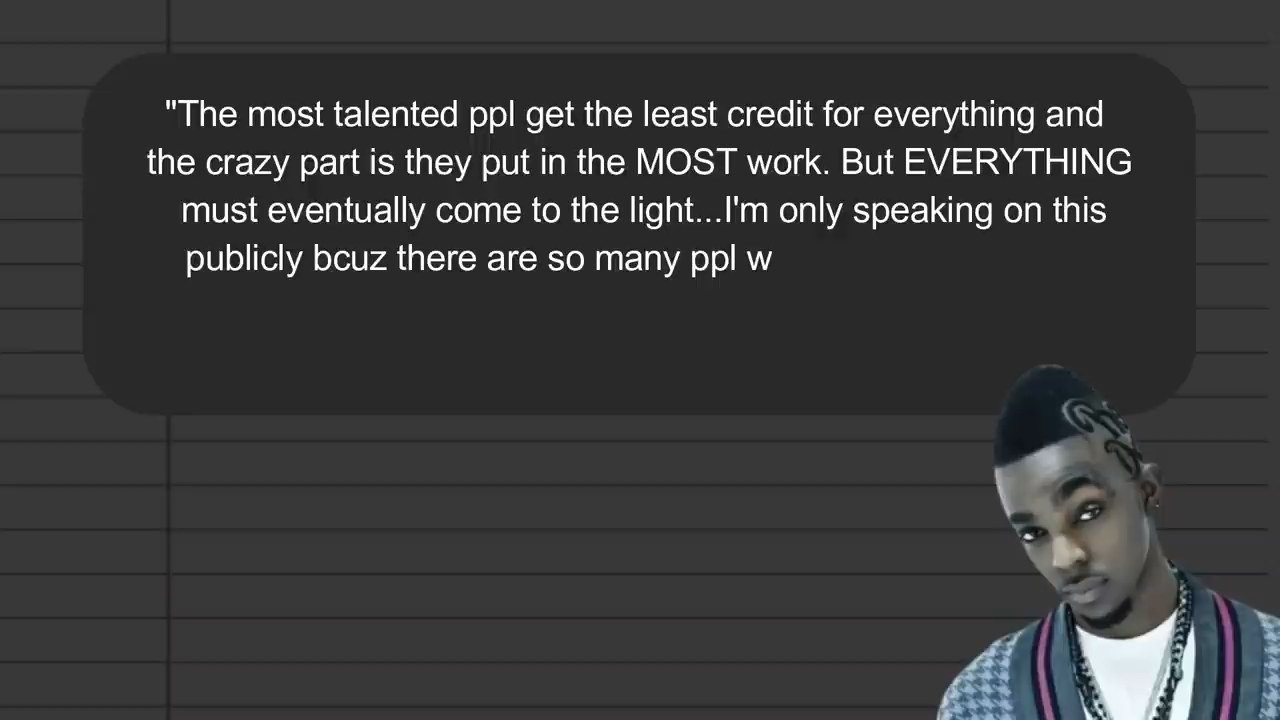 "The most talented ppl get the least credit for everything and
the crazy part is they put in the MOST work. But EVERYTHING
must eventually come to the light...I'm only speaking on this
publicly bcuz there are so many ppl w